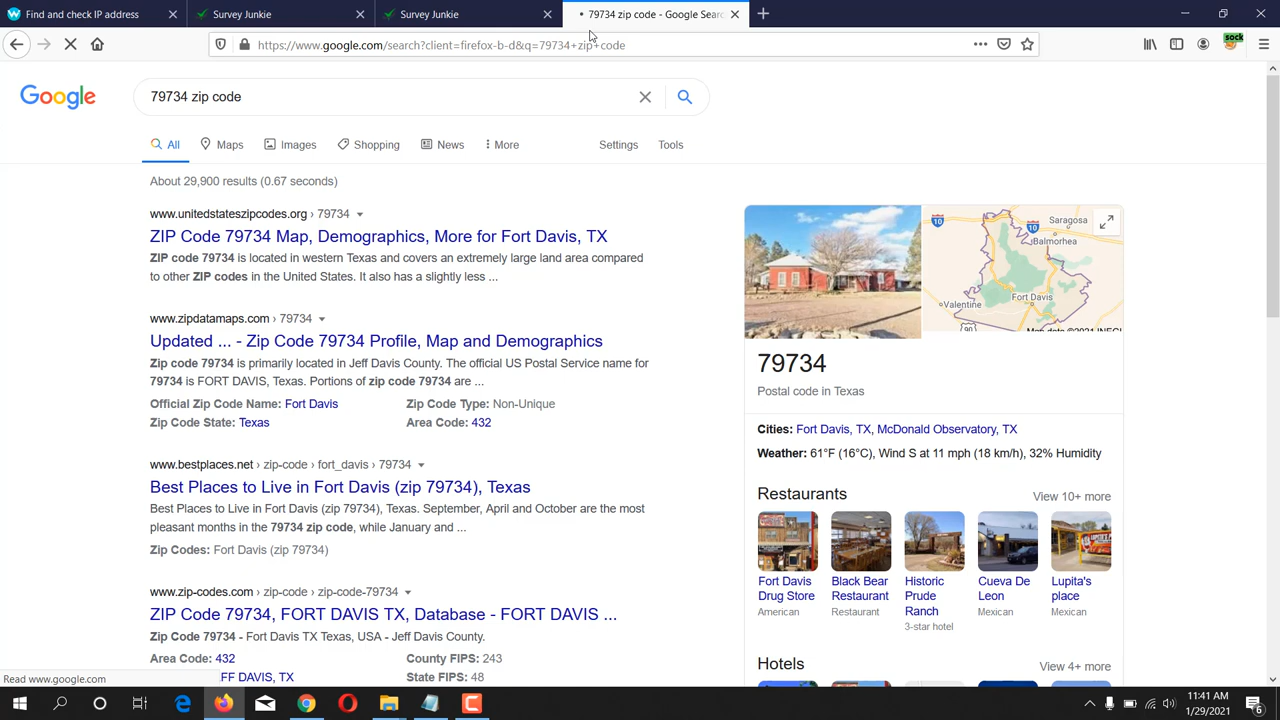 Find and check IP address
Survey Junkie
Survey Junkie
79734 zip code - Google Searc
sock
https://www.google.com/search?client=firefox-b-d&q=79734+zip+code
Google
79734 zip code
All
Maps
Images
Shopping
News
More
Settings
Tools
About 29,900 results (0.67 seconds)
www.unitedstateszipcodes.org › 79734
ZIP Code 79734 Map, Demographics, More for Fort Davis, TX
ZIP code 79734 is located in western Texas and covers an extremely large land area compared
to other ZIP codes in the United States. It also has a slightly less ...
www.zipdatamaps.com › 79734
Updated ... - Zip Code 79734 Profile, Map and Demographics
Zip code 79734 is primarily located in Jeff Davis County. The official US Postal Service name for
79734 is FORT DAVIS, Texas. Portions of zip code 79734 are ...
Official Zip Code Name: Fort Davis
Zip Code Type: Non-Unique
Zip Code State: Texas
Area Code: 432
www.bestplaces.net › zip-code › fort_davis › 79734
Best Places to Live in Fort Davis (zip 79734), Texas
Best Places to Live in Fort Davis (zip 79734), Texas. September, April and October are the most
pleasant months in the 79734 zip code, while January and ...
Zip Codes: Fort Davis (zip 79734)
www.zip-codes.com › zip-code › zip-code-79734
ZIP Code 79734, FORT DAVIS TX, Database - FORT DAVIS ...
Zip Code 79734 - Fort Davis TX Texas, USA - Jeff Davis County.
Area Code: 432
County FIPS: 243
FF DAVIS, TX
State FIPS: 48
Read www.google.com
10
10
Saragosa
Balmorhea
Valentine
Fort Davis
90
Map data ©2021 INEGI
79734
Postal code in Texas
Cities: Fort Davis, TX, McDonald Observatory, TX
Weather: 61°F (16°C), Wind S at 11 mph (18 km/h), 32% Humidity
Restaurants
View 10+ more
Fort Davis
Drug Store
American
Black Bear
Restaurant
Restaurant
Historic
Prude
Ranch
3-star hotel
Cueva De
Leon
Mexican
Lupita's
place
Mexican
Hotels
View 4+ more
11:41 AM
1/29/2021
6